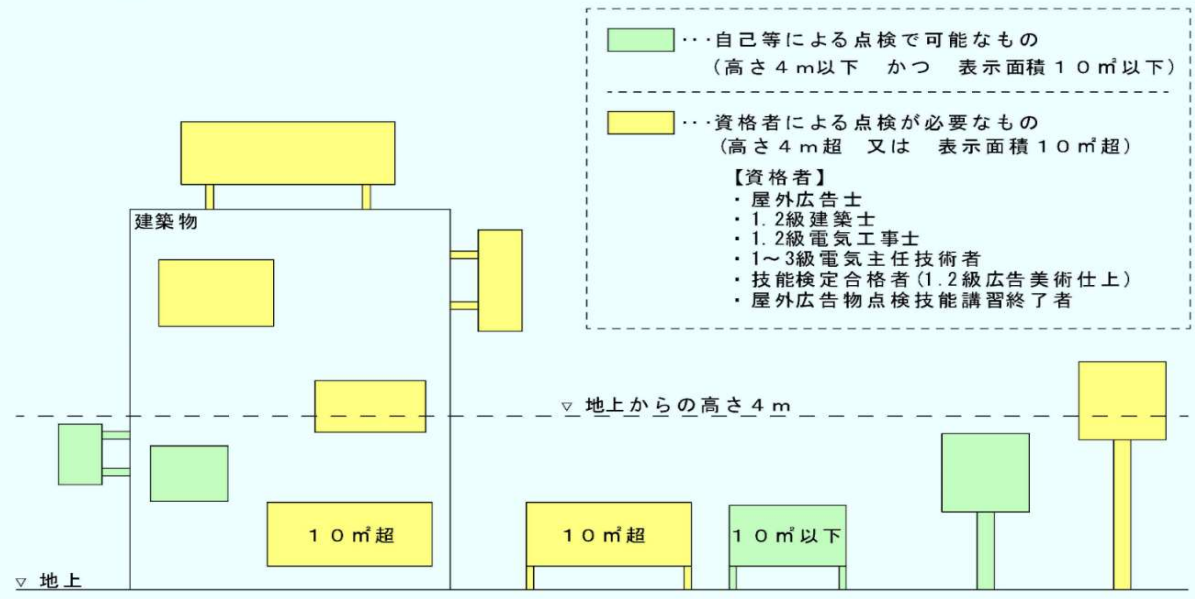 ・・・自己等による点検で可能なもの
(高さ4m以下　かつ　表示面積10㎡以下)
・・・資格者による点検が必要なもの
(高さ4m超　又は　表示面積10㎡超)
【資格者】
・屋外広告士
・1.2級建築士
・1.2級電気工事士
・1～3級電気主任技術者
・技能検定合格者(1.2級広告美術仕上)
・屋外広告物点検技能講習終了者
建築物
▽ 地上からの高さ4m
10㎡超
10㎡超
10㎡以下
▽ 地上